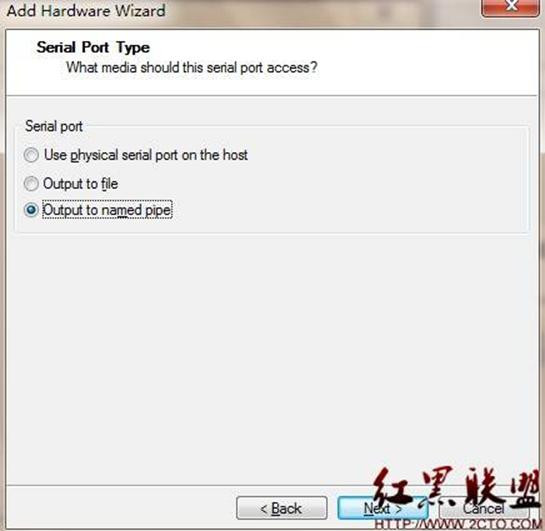 Add Hardware Wizard
Serial Port Type
What media should this serial port access?
Serial port
Use physical serial port on the host
Output to file
Output to named pipe
< Back
Next >
Cancel
红黑联盟
HTTP://WWW.2CTO.COM